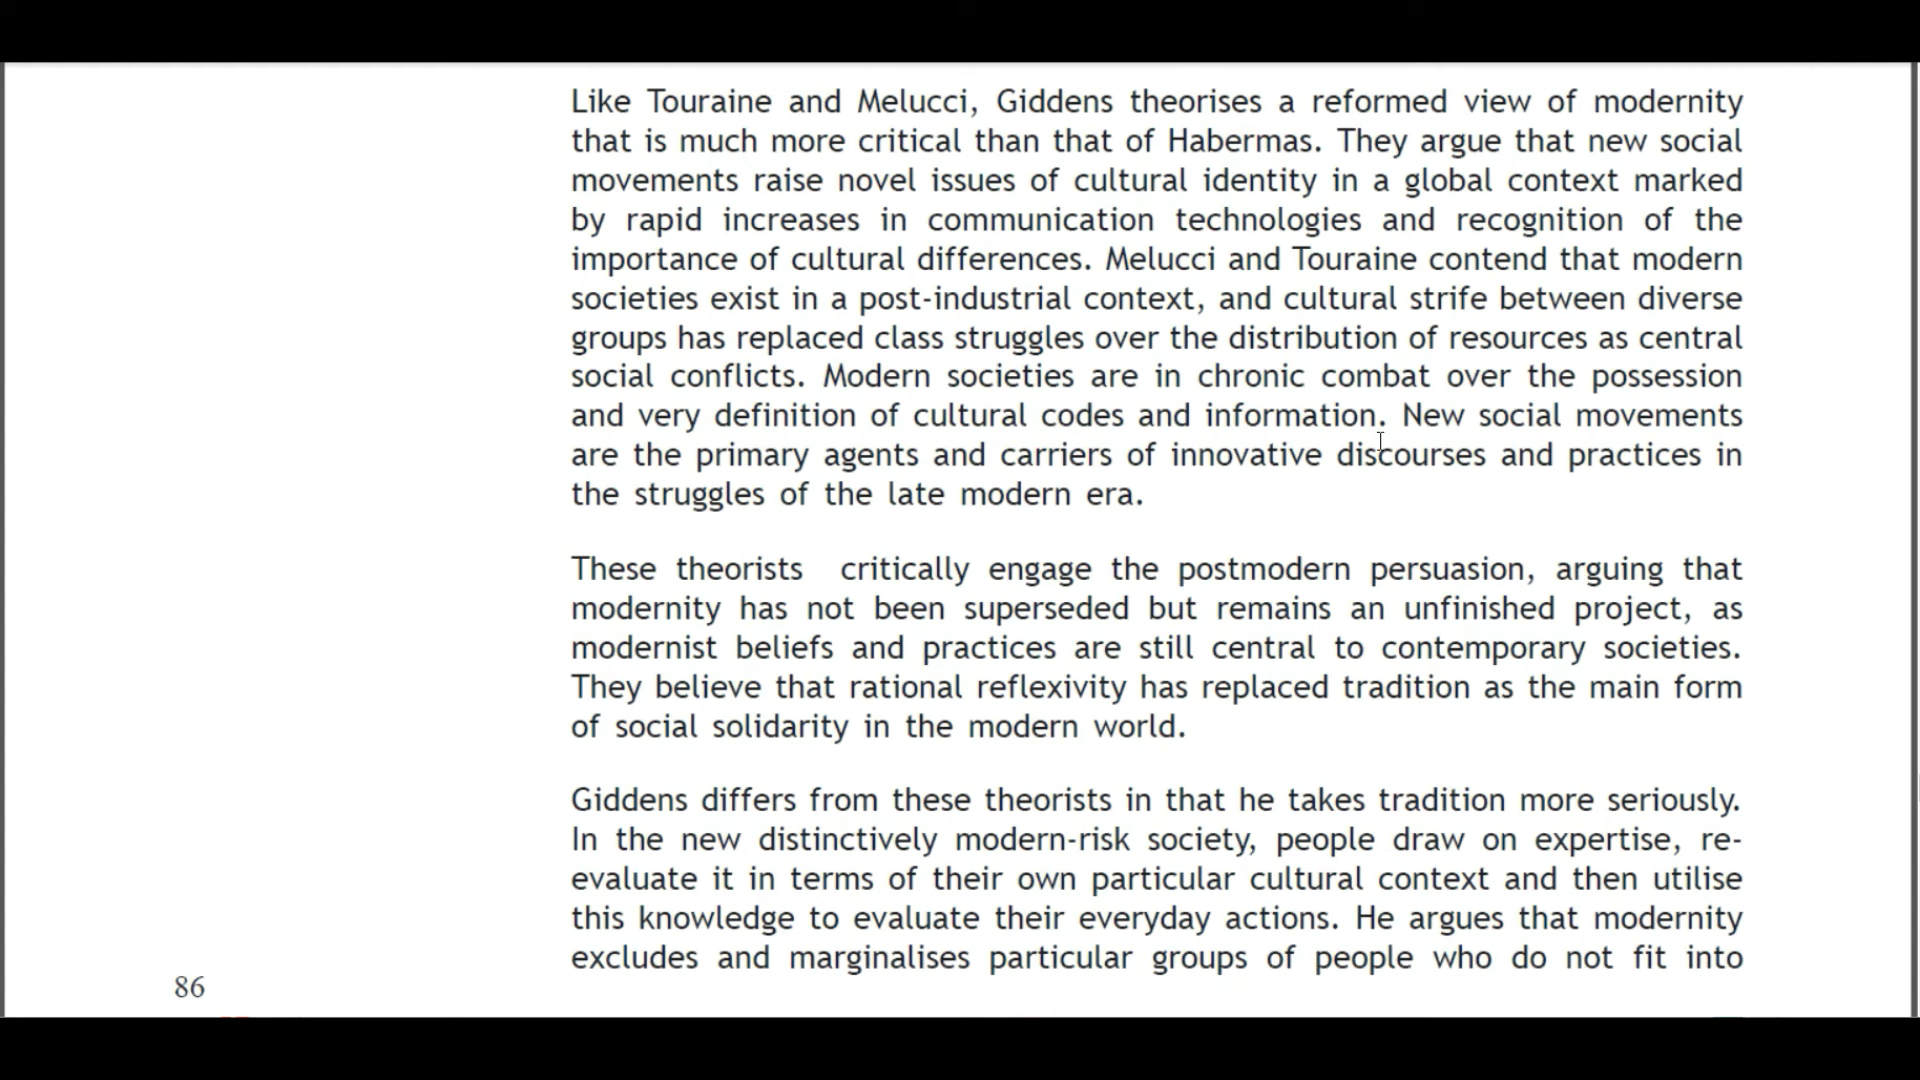 Like Touraine and Melucci, Giddens theorises a reformed view of modernity
that is much more critical than that of Habermas. They argue that new social
movements raise novel issues of cultural identity in a global context marked
by rapid increases in communication technologies and recognition of the
importance of cultural differences. Melucci and Touraine contend that modern
societies exist in a post-industrial context, and cultural strife between diverse
groups has replaced class struggles over the distribution of resources as central
social conflicts. Modern societies are in chronic combat over the possession
and very definition of cultural codes and information. New social movements
are the primary agents and carriers of innovative discourses and practices in
the struggles of the late modern era.
These theorists critically engage the postmodern persuasion, arguing that
modernity has not been superseded but remains an unfinished project, as
modernist beliefs and practices are still central to contemporary societies.
They believe that rational reflexivity has replaced tradition as the main form
of social solidarity in the modern world.
Giddens differs from these theorists in that he takes tradition more seriously.
In the new distinctively modern-risk society, people draw on expertise, re-
evaluate it in terms of their own particular cultural context and then utilise
this knowledge to evaluate their everyday actions. He argues that modernity
excludes and marginalises particular groups of people who do not fit into
86